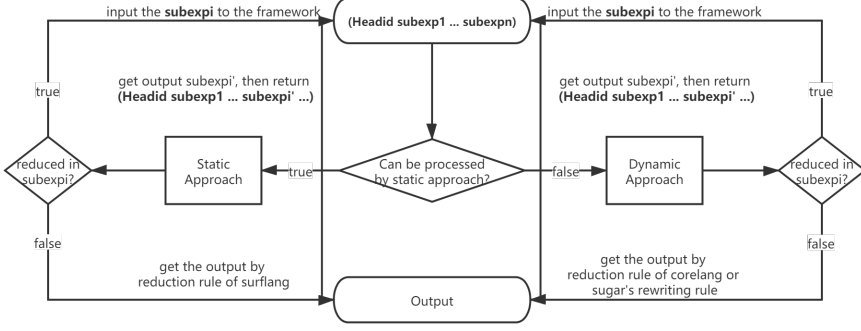 input the subexpi to the framework
(Headid subexp1 ... subexpn)
input the subexpi to the framework
get output subexpi', then return
(Headid subexp1 ... subexpi' ...)
get output subexpi', then return
(Headid subexp1 ... subexpi' ...)
true
true
reduced in
subexpi?
Static
Approach
true
Can be processed
by static approach?
false
Dynamic
Approach
reduced in
subexpi?
false
false
get the output by
reduction rule of surflang
get the output by
reduction rule of corelang or
sugar's rewriting rule
Output